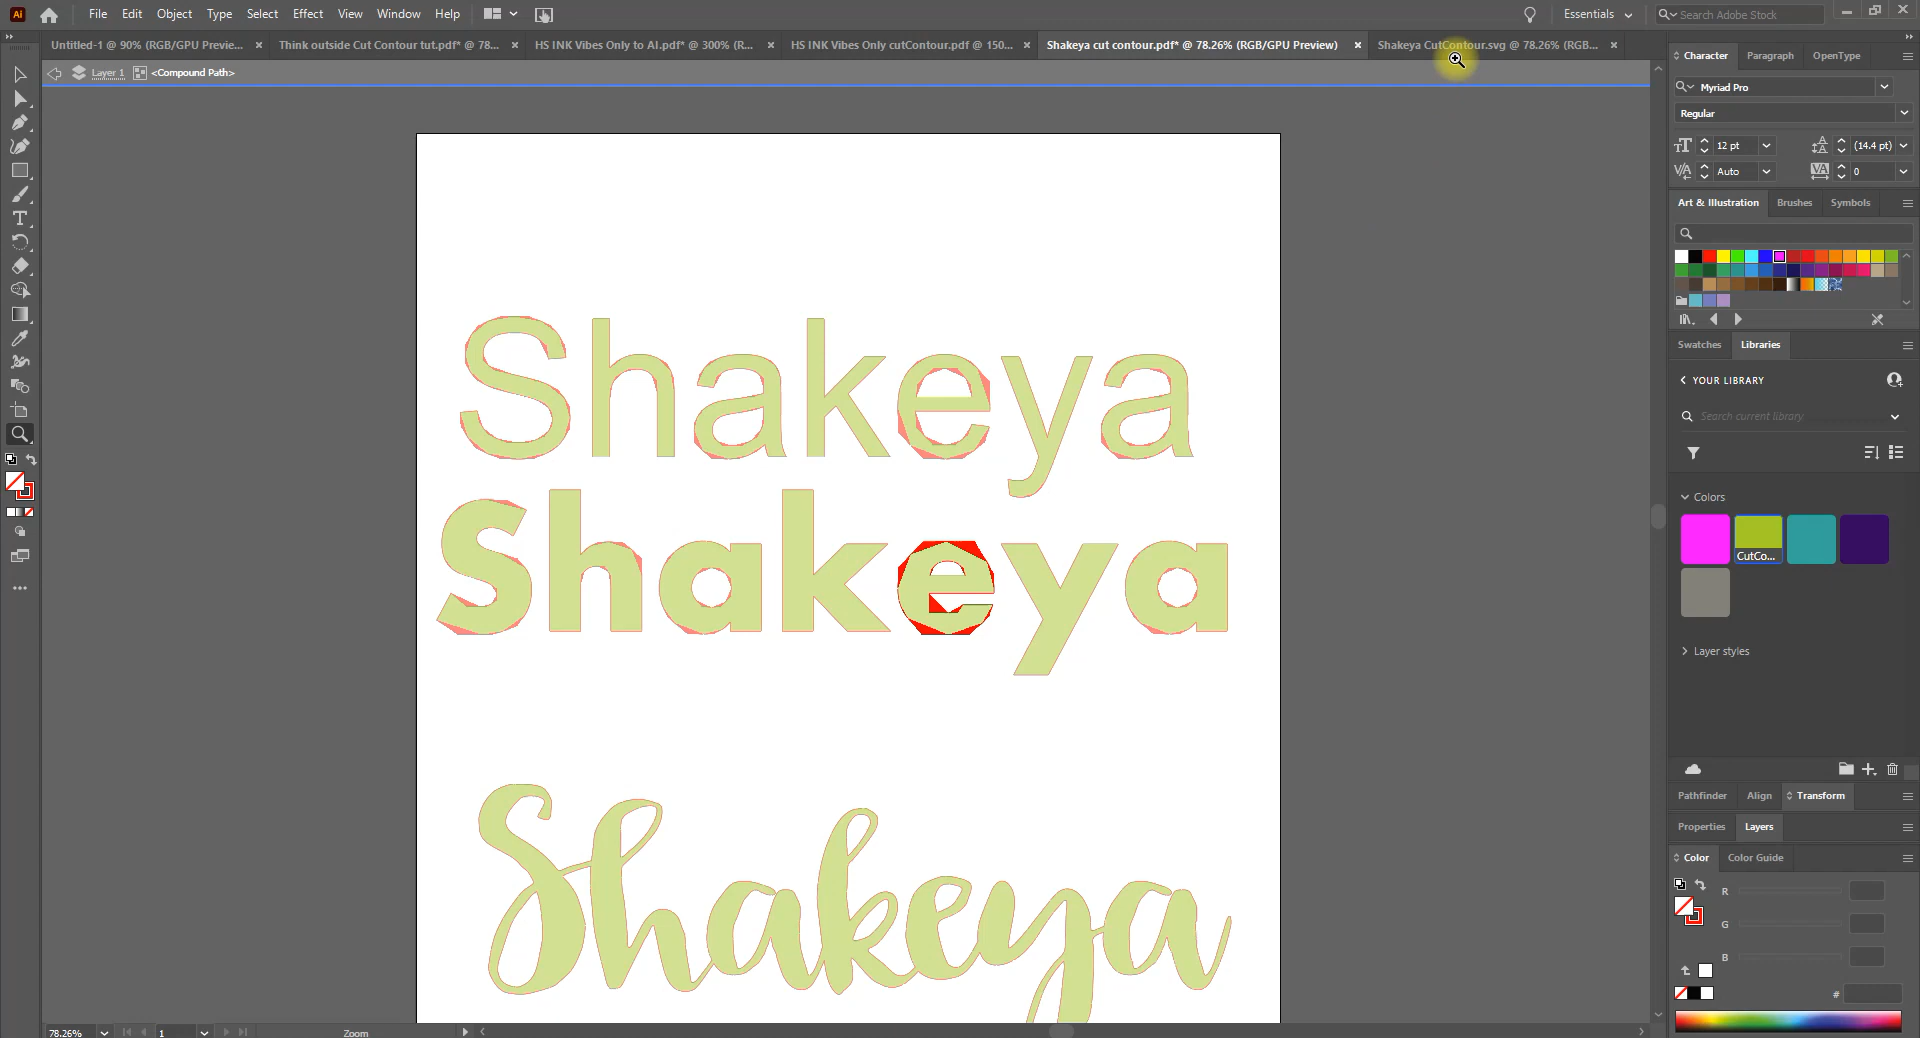 Ai File Edit Object Type Select Effect View Window Help Essentials Search Adobe Stock
Untitled-1 @ 90% (RGB/GPU Previe... Think outside Cut Contour tut.pdf* @ 78... HS INK Vibes Only to AI.pdf* @ 300% (R... HS INK Vibes Only cutContour.pdf @ 150... Shakeya cut contour.pdf* @ 78.26% (RGB/GPU Preview) Shakeya CutContour.svg @ 78.26% (RGB...
Layer 1 <Compound Path>
Character Paragraph OpenType
Myriad Pro
Regular
12 pt (14.4 pt)
Auto 0
Art & Illustration Brushes Symbols
Swatches Libraries
YOUR LIBRARY
Search current library
Colors
CutCo...
Layer styles
Pathfinder Align Transform
Properties Layers
Color Color Guide
R
G
B
#
Shakeya
Shakeya
Shakeya
78.26% 1 Zoom